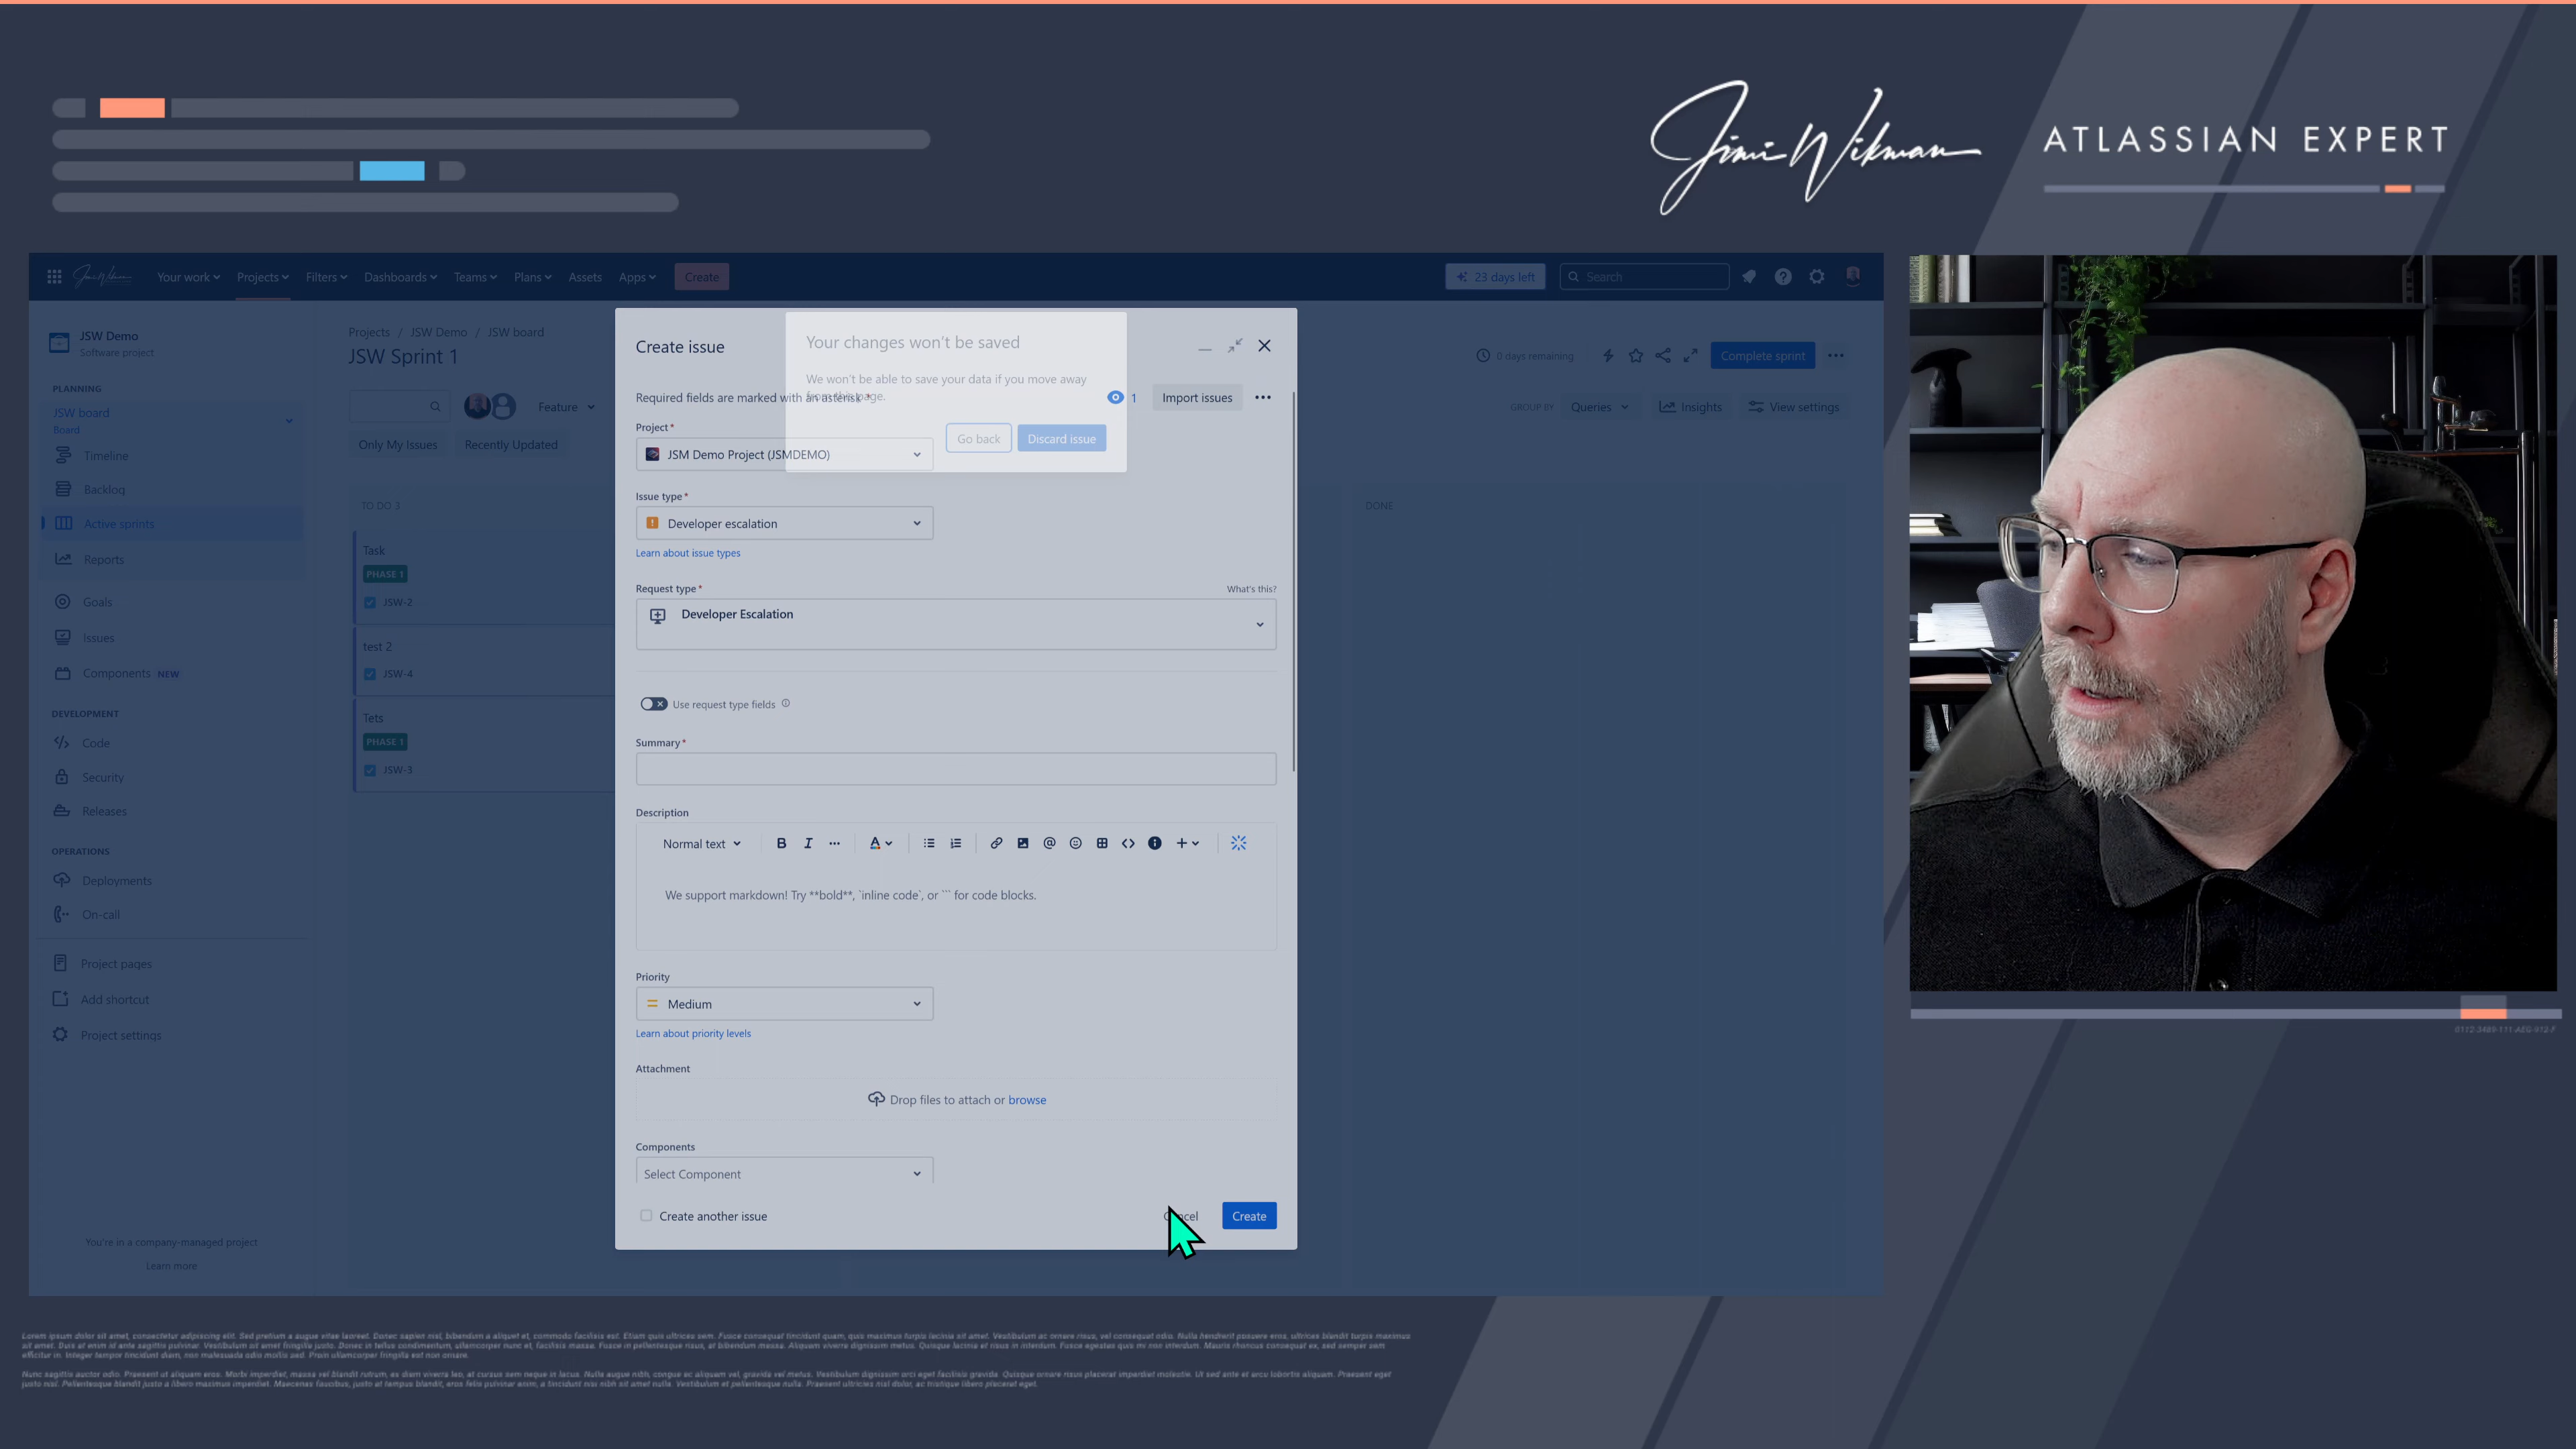 Jimi Wikman
ATLASSIAN EXPERT
Your work
Projects
Filters
Dashboards
Teams
Plans
Assets
Apps
Create
23 days left
Search
JSW Demo
Software project
PLANNING
JSW board
Board
Timeline
Backlog
Active sprints
Reports
Goals
Issues
Components NEW
DEVELOPMENT
Code
Security
Releases
OPERATIONS
Deployments
On-call
Project pages
Add shortcut
Project settings
You're in a company-managed project
Learn more
Projects / JSW Demo / JSW board
JSW Sprint 1
0 days remaining
Complete sprint
Feature
GROUP BY Queries
Insights
View settings
Only My Issues
Recently Updated
TO DO 3
DONE
Task
PHASE 1
JSW-2
test 2
JSW-4
Tets
PHASE 1
JSW-3
Create issue
Your changes won't be saved
We won't be able to save your data if you move away
from this page.
Go back
Discard issue
Required fields are marked with an asterisk *
1
Import issues
Project *
JSM Demo Project (JSMDEMO)
Issue type *
Developer escalation
Learn about issue types
Request type *
What's this?
Developer Escalation
Use request type fields
Summary *
Description
Normal text
We support markdown! Try **bold**, `inline code`, or ``` for code blocks.
Priority
Medium
Learn about priority levels
Attachment
Drop files to attach or browse
Components
Select Component
Create another issue
Cancel
Create